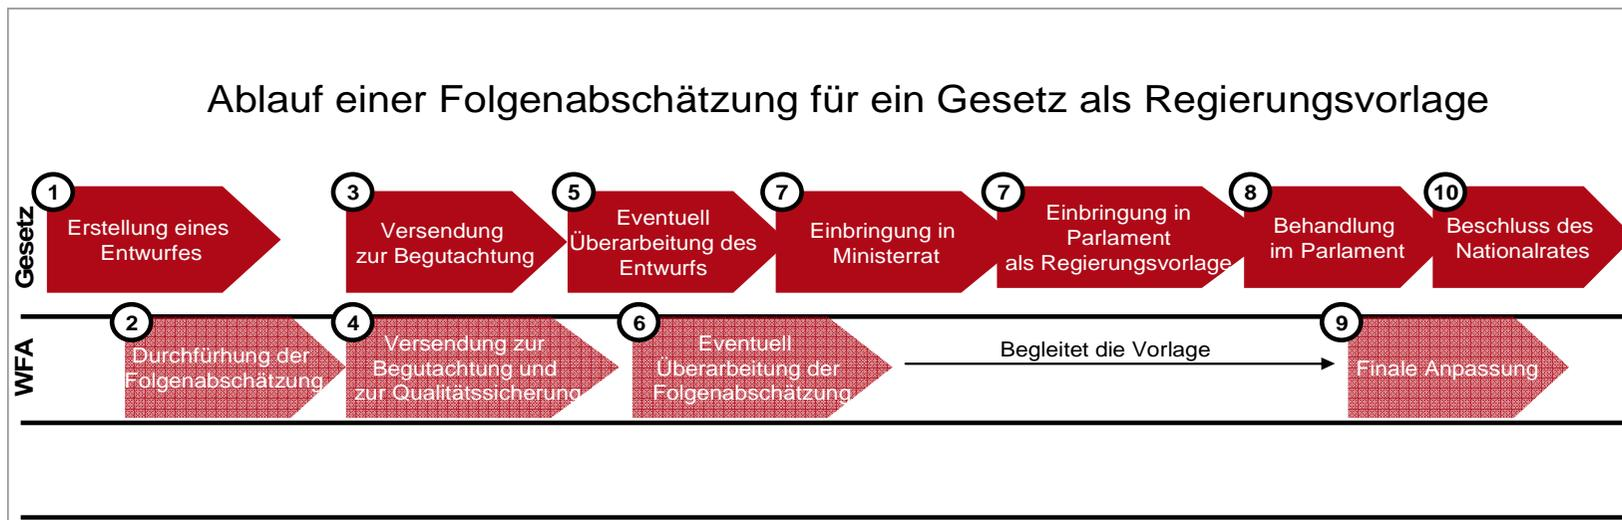 Ablauf einer Folgenabschätzung für ein Gesetz als Regierungsvorlage
Gesetz
1
Erstellung eines
Entwurfes
3
Versendung
zur Begutachtung
5
Eventuell
Überarbeitung des
Entwurfs
7
Einbringung in
Ministerrat
7
Einbringung in
Parlament
als Regierungsvorlage
8
Behandlung
im Parlament
10
Beschluss des
Nationalrates
WFA
2
Durchfürhung der
Folgenabschätzung
4
Versendung zur
Begutachtung und
zur Qualitätssicherung
6
Eventuell
Überarbeitung der
Folgenabschätzung
Begleitet die Vorlage
9
Finale Anpassung